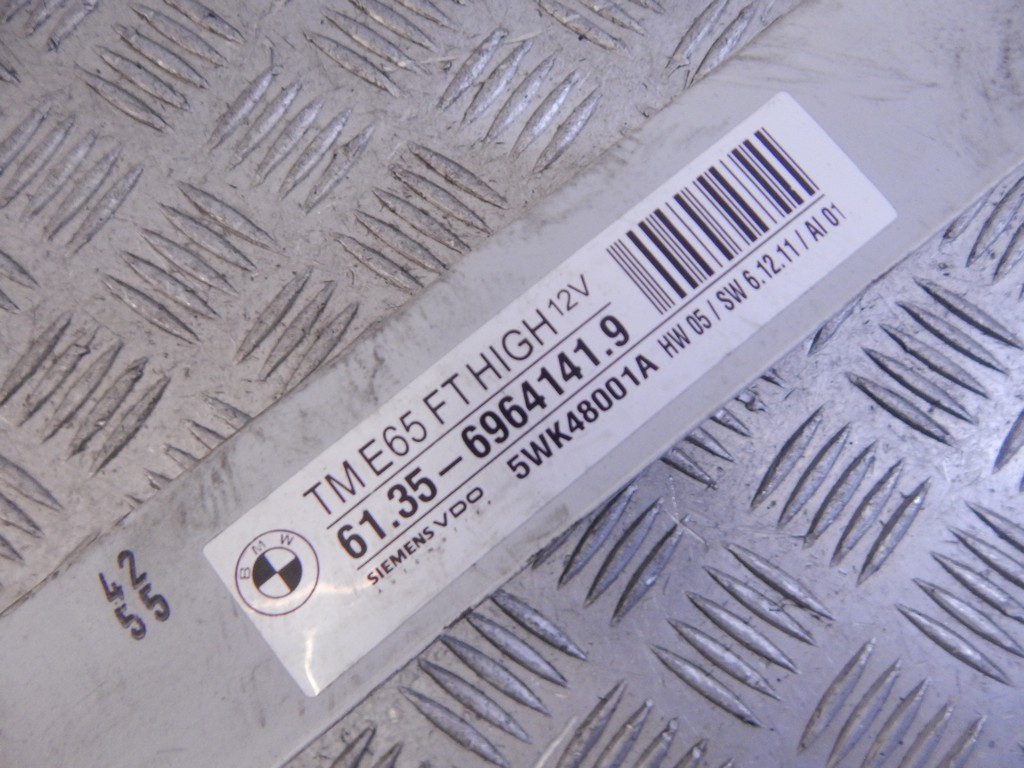 TM E65 FT HIGH 12V
61.35-6964141.9
SIEMENS VDO. 5WK48001A HW 05 / SW 6.12.11 / AI 01
BMW
42
55